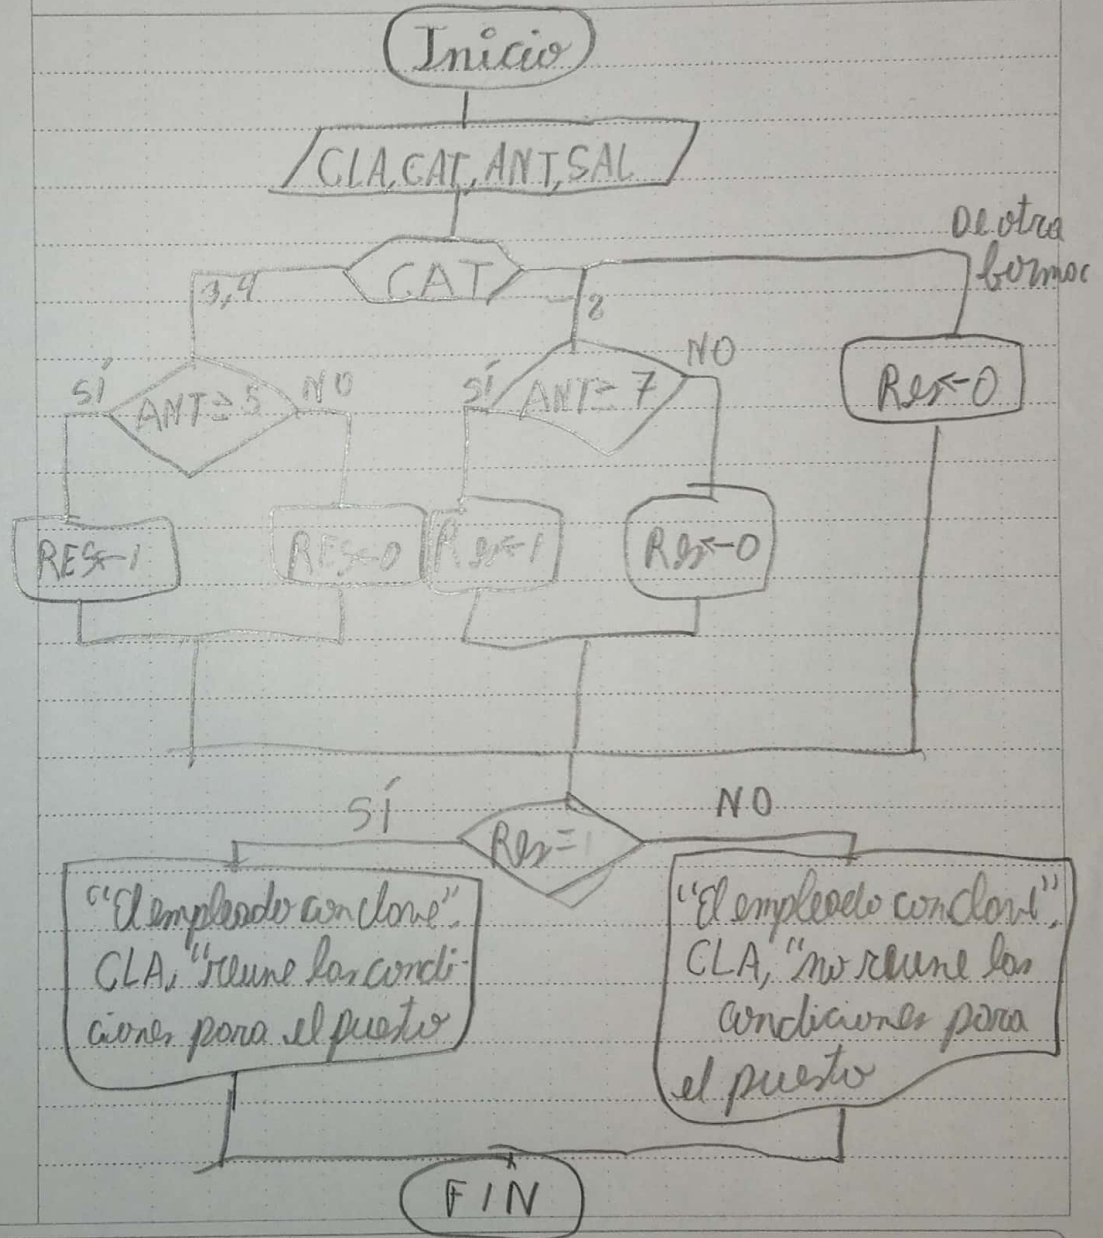 Inicio
CLA, CAT, ANT, SAL
De otra
forma
CAT
3,4
2
SÍ
ANT ≥ 5
NO
SÍ
ANT ≥ 7
NO
Res←0
RES←1
RES←0
Res←1
Res←0
SÍ
Res=1
NO
"El empleado con clave",
CLA, "reune las condi-
ciones para el puesto
"El empleado con clave",
CLA, "no reune las
condiciones para
el puesto
FIN